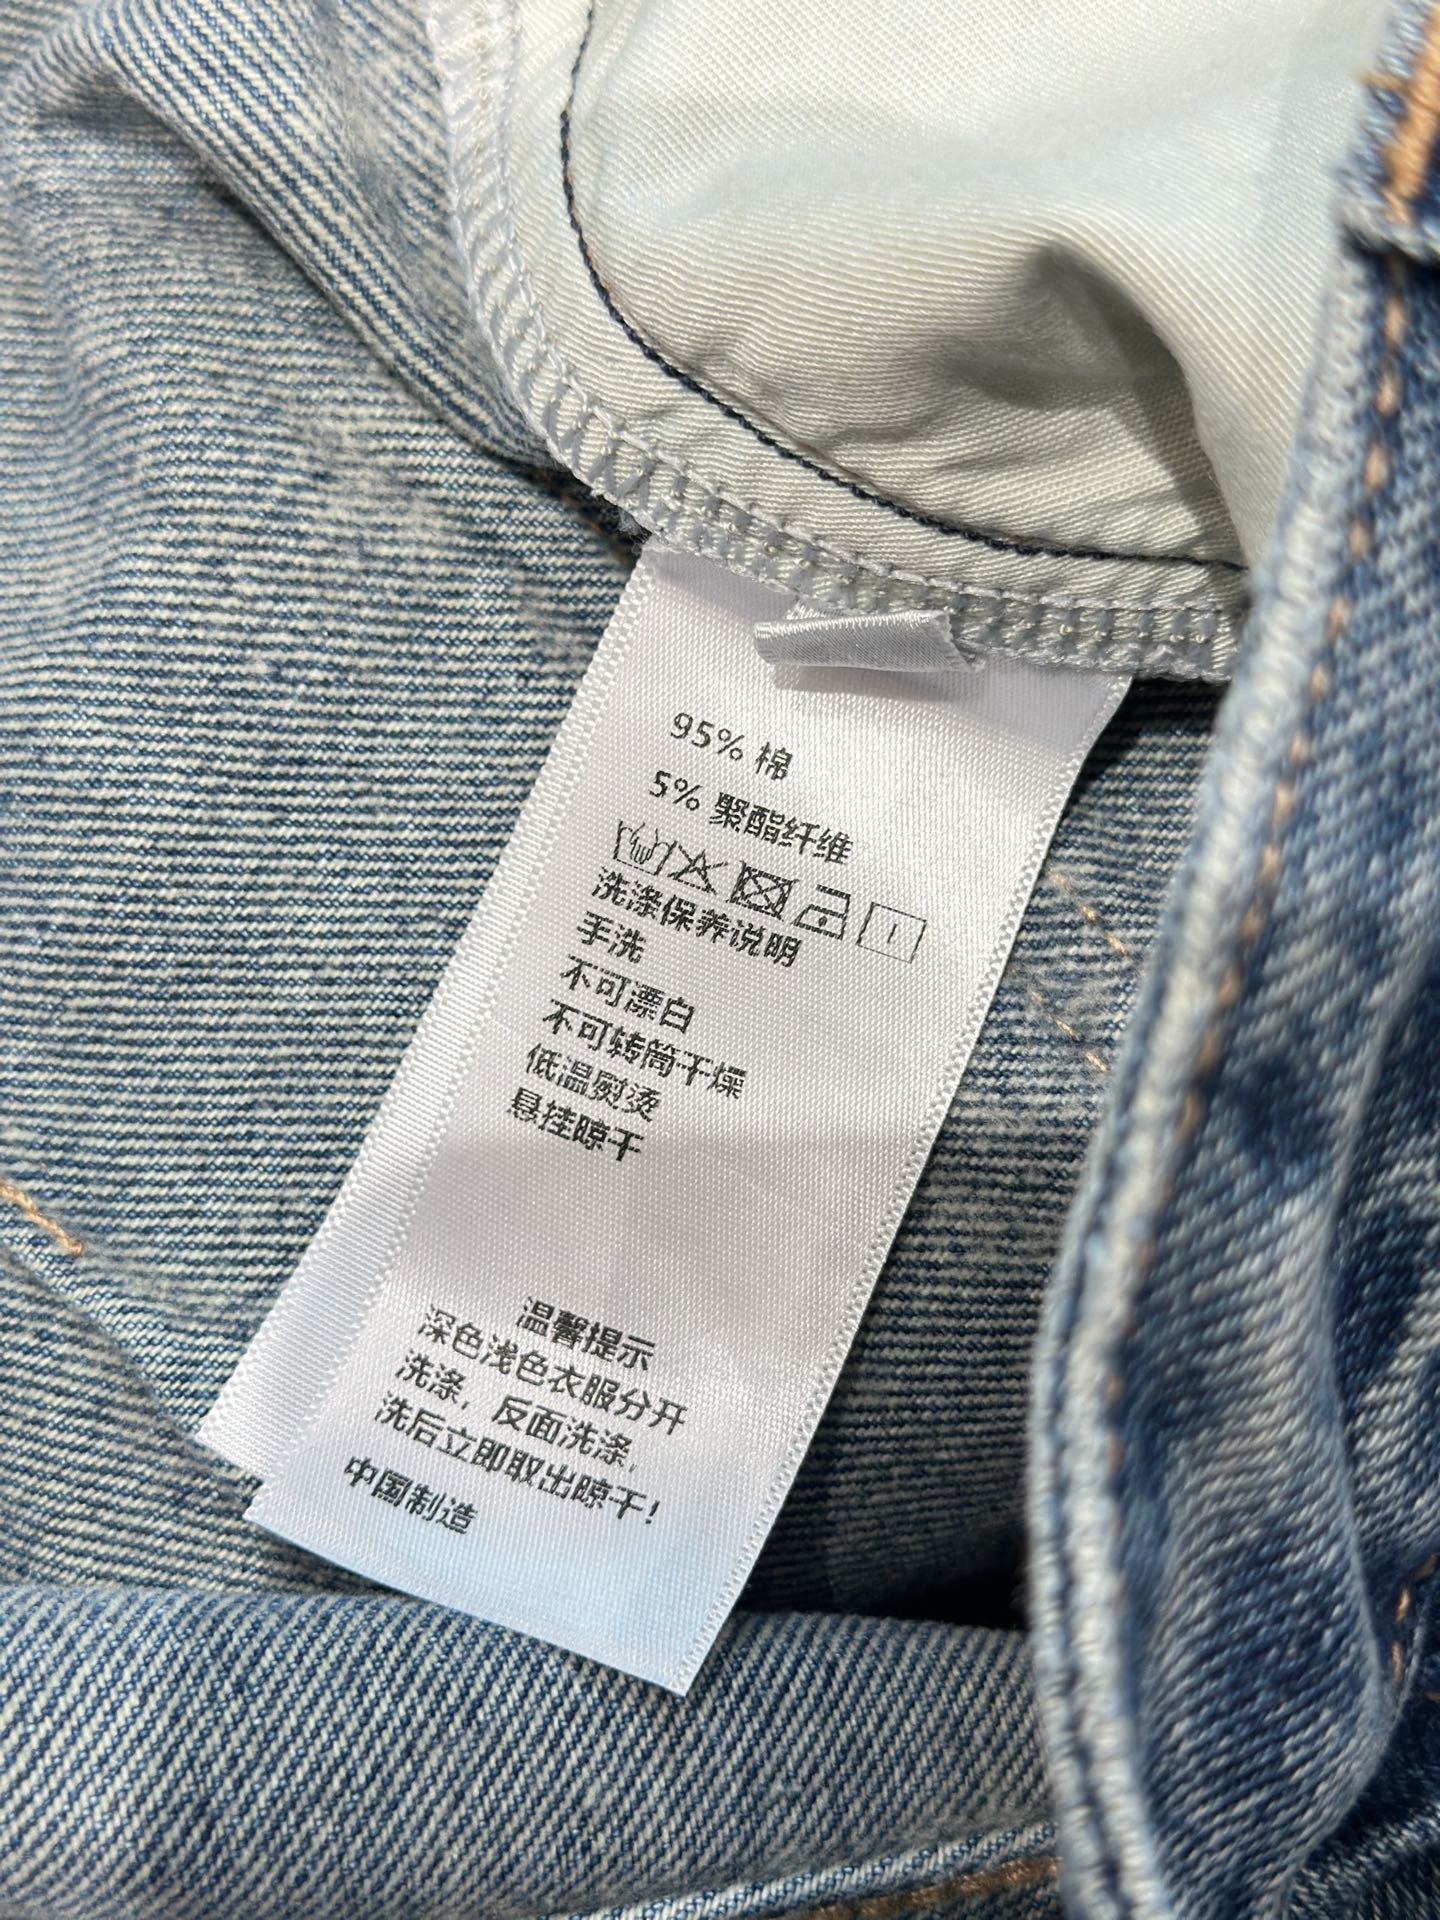 95% 棉
5% 聚酯纤维
洗涤保养说明
手洗
不可漂白
不可转筒干燥
低温熨烫
悬挂晾干
温馨提示
深色浅色衣服分开
洗涤，反面洗涤，
洗后立即取出晾干！
中国制造